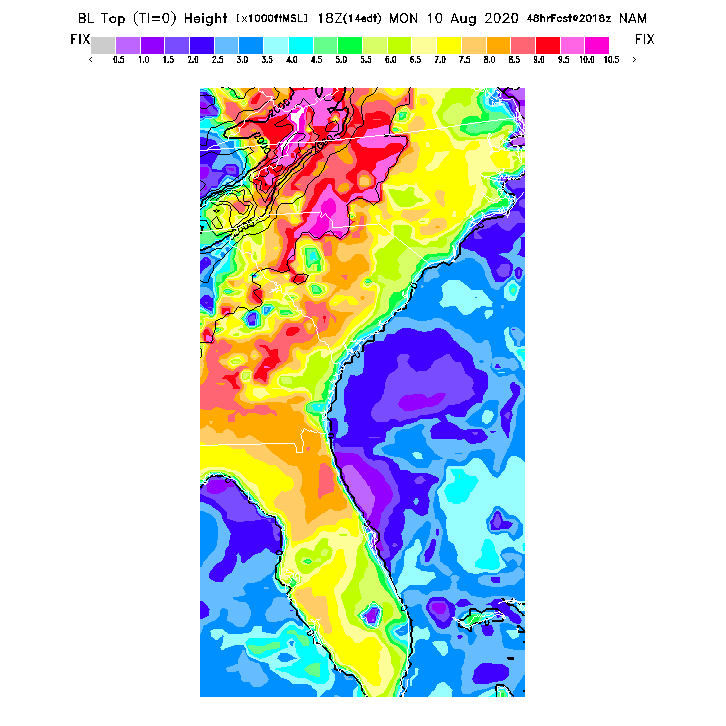 BL Top (TI=0) Height [x1000ftMSL] 18Z(14edt) MON 10 Aug 2020 48hrFcst@2018z NAM
FIX FIX
< 0.5 1.0 1.5 2.0 2.5 3.0 3.5 4.0 4.5 5.0 5.5 6.0 6.5 7.0 7.5 8.0 8.5 9.0 9.5 10.0 10.5 >
2000
2000